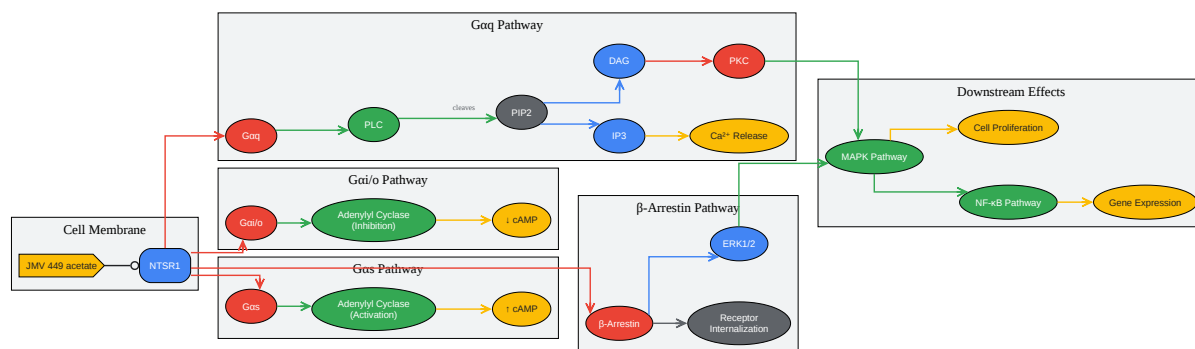 Gαq Pathway
DAG
PKC
cleaves
PIP2
PLC
Gαq
IP3
Ca²⁺ Release
Downstream Effects
Cell Proliferation
MAPK Pathway
NF-κB Pathway
Gene Expression
Gαi/o Pathway
Gαi/o
Adenylyl Cyclase
(Inhibition)
↓ cAMP
β-Arrestin Pathway
ERK1/2
β-Arrestin
Receptor
Internalization
Cell Membrane
JMV 449 acetate
NTSR1
Gαs Pathway
Gαs
Adenylyl Cyclase
(Activation)
↑ cAMP